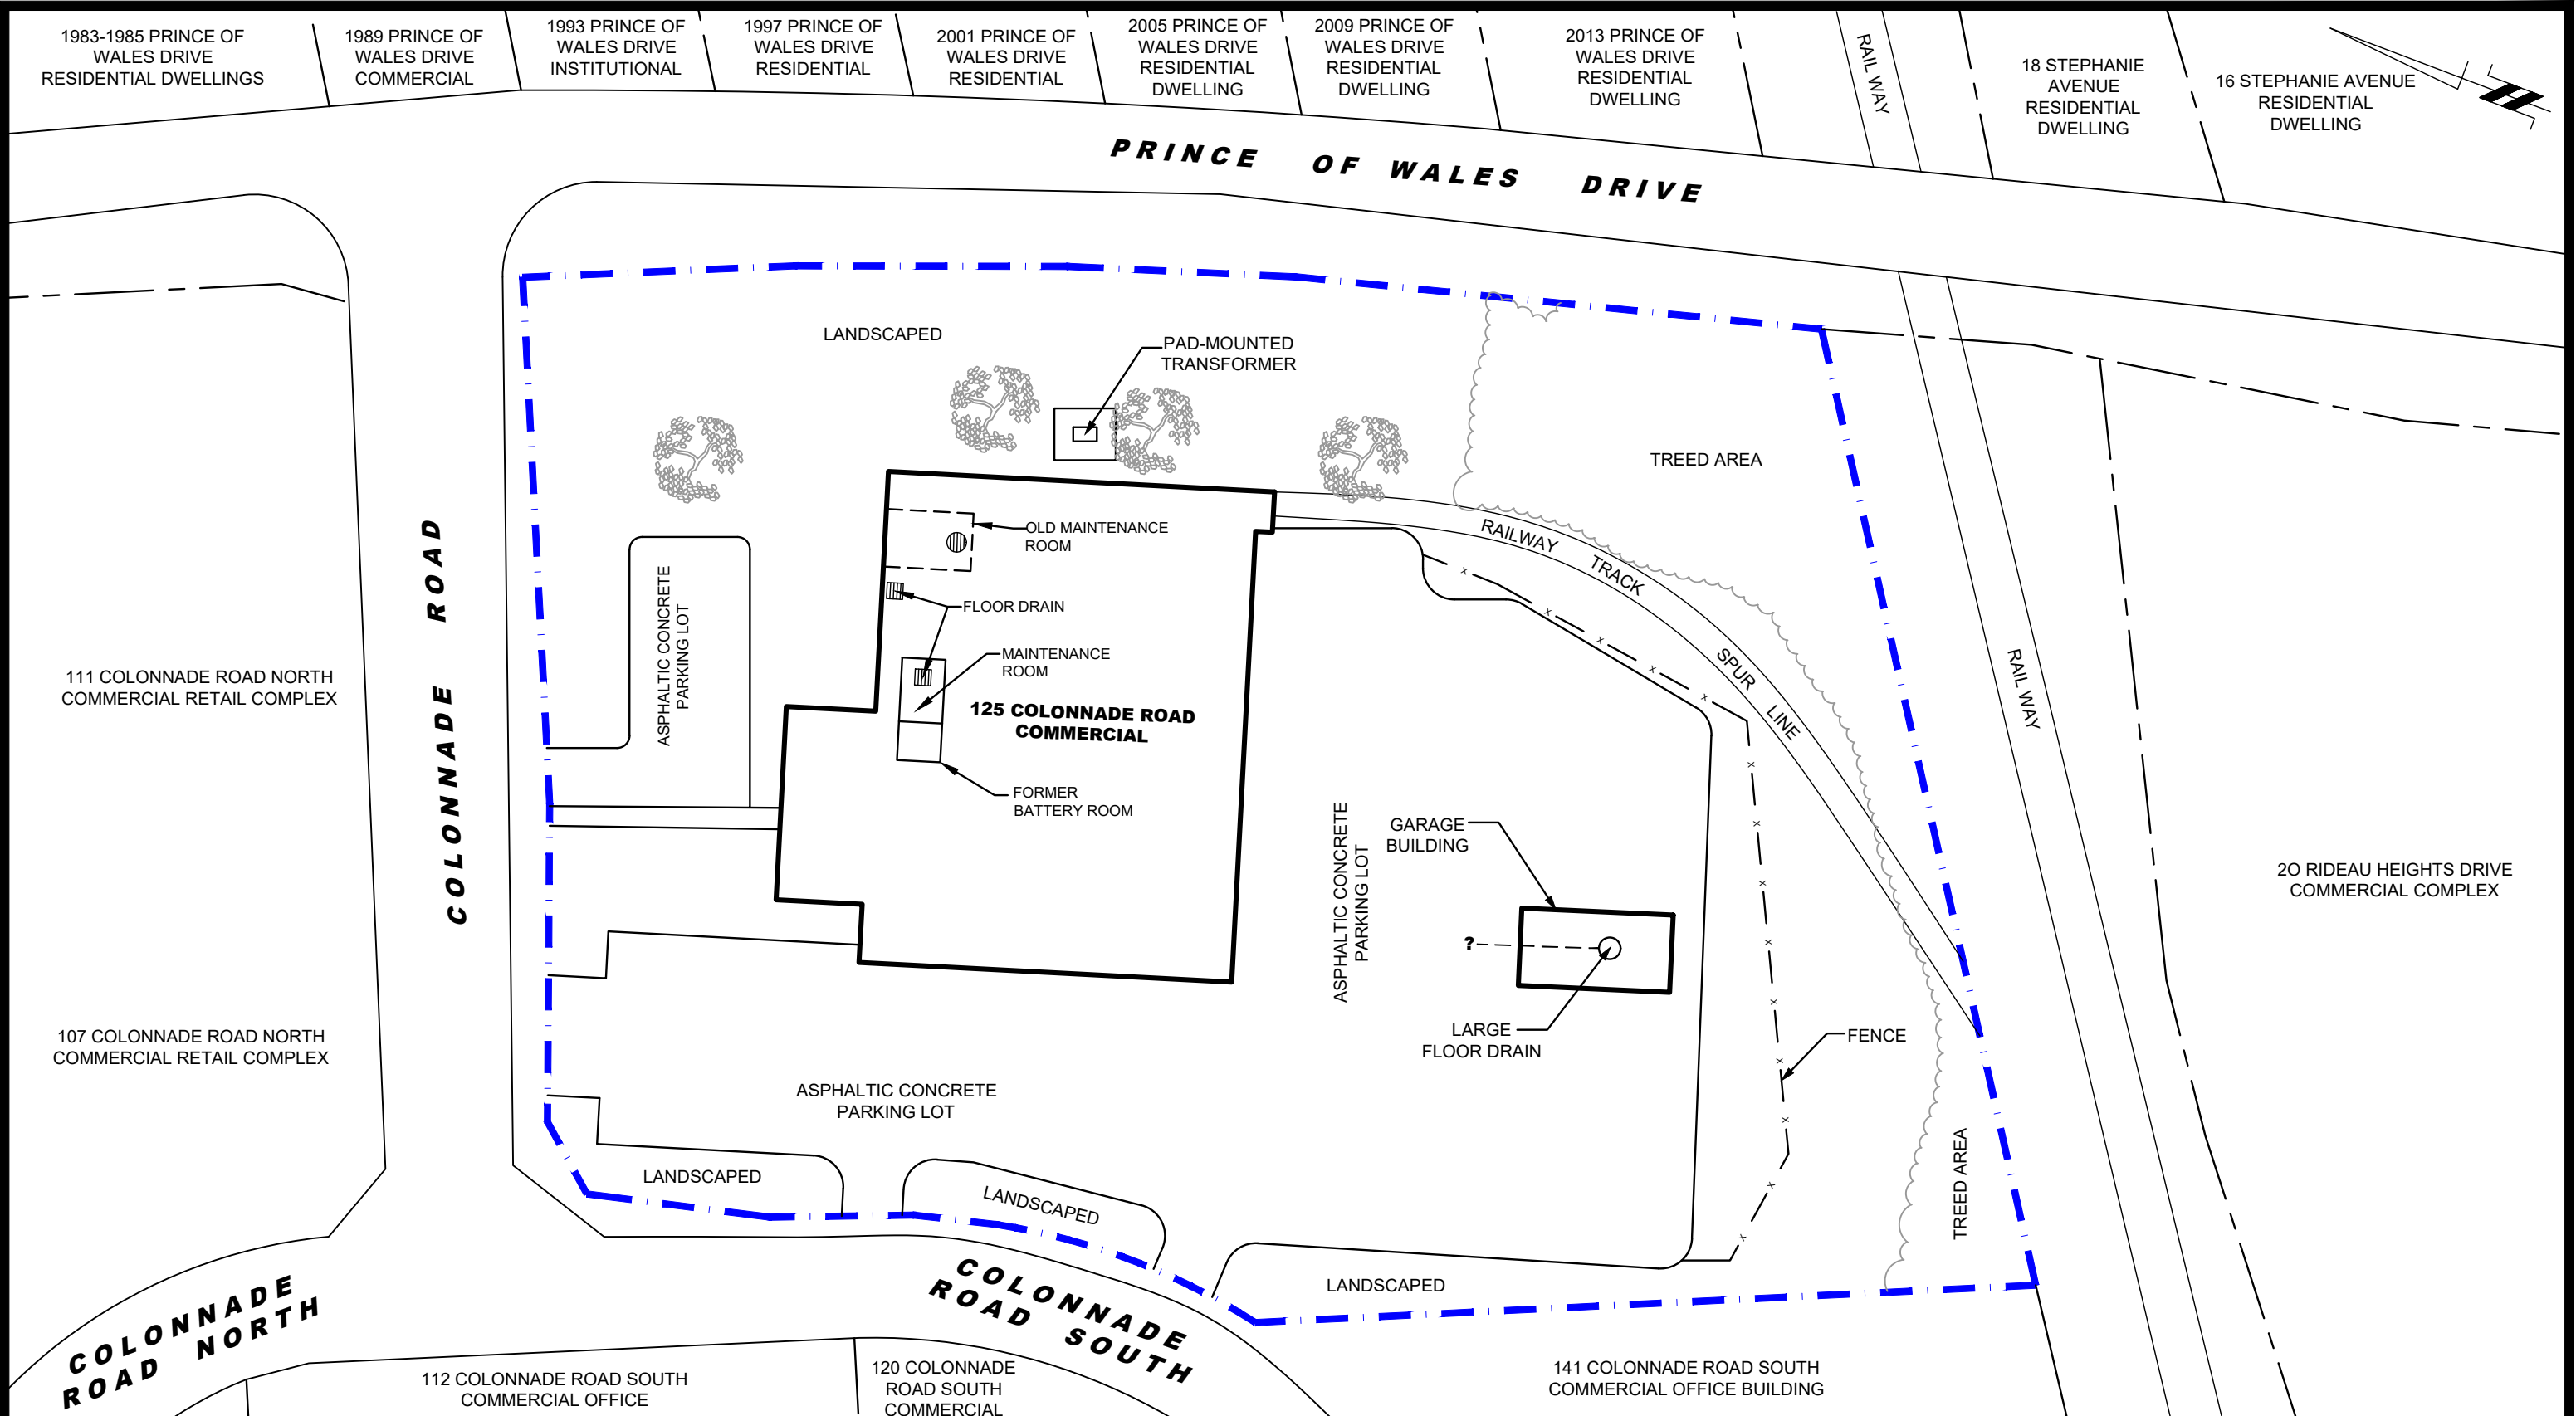 1983-1985 PRINCE OF
WALES DRIVE
RESIDENTIAL DWELLINGS
1989 PRINCE OF
WALES DRIVE
COMMERCIAL
1993 PRINCE OF
WALES DRIVE
INSTITUTIONAL
1997 PRINCE OF
WALES DRIVE
RESIDENTIAL
2001 PRINCE OF
WALES DRIVE
RESIDENTIAL
2005 PRINCE OF
WALES DRIVE
RESIDENTIAL
DWELLING
2009 PRINCE OF
WALES DRIVE
RESIDENTIAL
DWELLING
2013 PRINCE OF
WALES DRIVE
RESIDENTIAL
DWELLING
RAIL WAY
18 STEPHANIE
AVENUE
RESIDENTIAL
DWELLING
16 STEPHANIE AVENUE
RESIDENTIAL
DWELLING
PRINCE OF WALES DRIVE
LANDSCAPED
PAD-MOUNTED
TRANSFORMER
TREED AREA
OLD MAINTENANCE
ROOM
RAILWAY TRACK SPUR LINE
FLOOR DRAIN
MAINTENANCE
ROOM
125 COLONNADE ROAD
COMMERCIAL
FORMER
BATTERY ROOM
ASPHALTIC CONCRETE
PARKING LOT
COLONNADE ROAD
111 COLONNADE ROAD NORTH
COMMERCIAL RETAIL COMPLEX
RAIL WAY
GARAGE
BUILDING
ASPHALTIC CONCRETE
PARKING LOT
?
LARGE
FLOOR DRAIN
FENCE
2O RIDEAU HEIGHTS DRIVE
COMMERCIAL COMPLEX
107 COLONNADE ROAD NORTH
COMMERCIAL RETAIL COMPLEX
ASPHALTIC CONCRETE
PARKING LOT
LANDSCAPED
LANDSCAPED
LANDSCAPED
TREED AREA
COLONNADE
ROAD NORTH
COLONNADE
ROAD SOUTH
112 COLONNADE ROAD SOUTH
COMMERCIAL OFFICE
120 COLONNADE
ROAD SOUTH
COMMERCIAL
141 COLONNADE ROAD SOUTH
COMMERCIAL OFFICE BUILDING